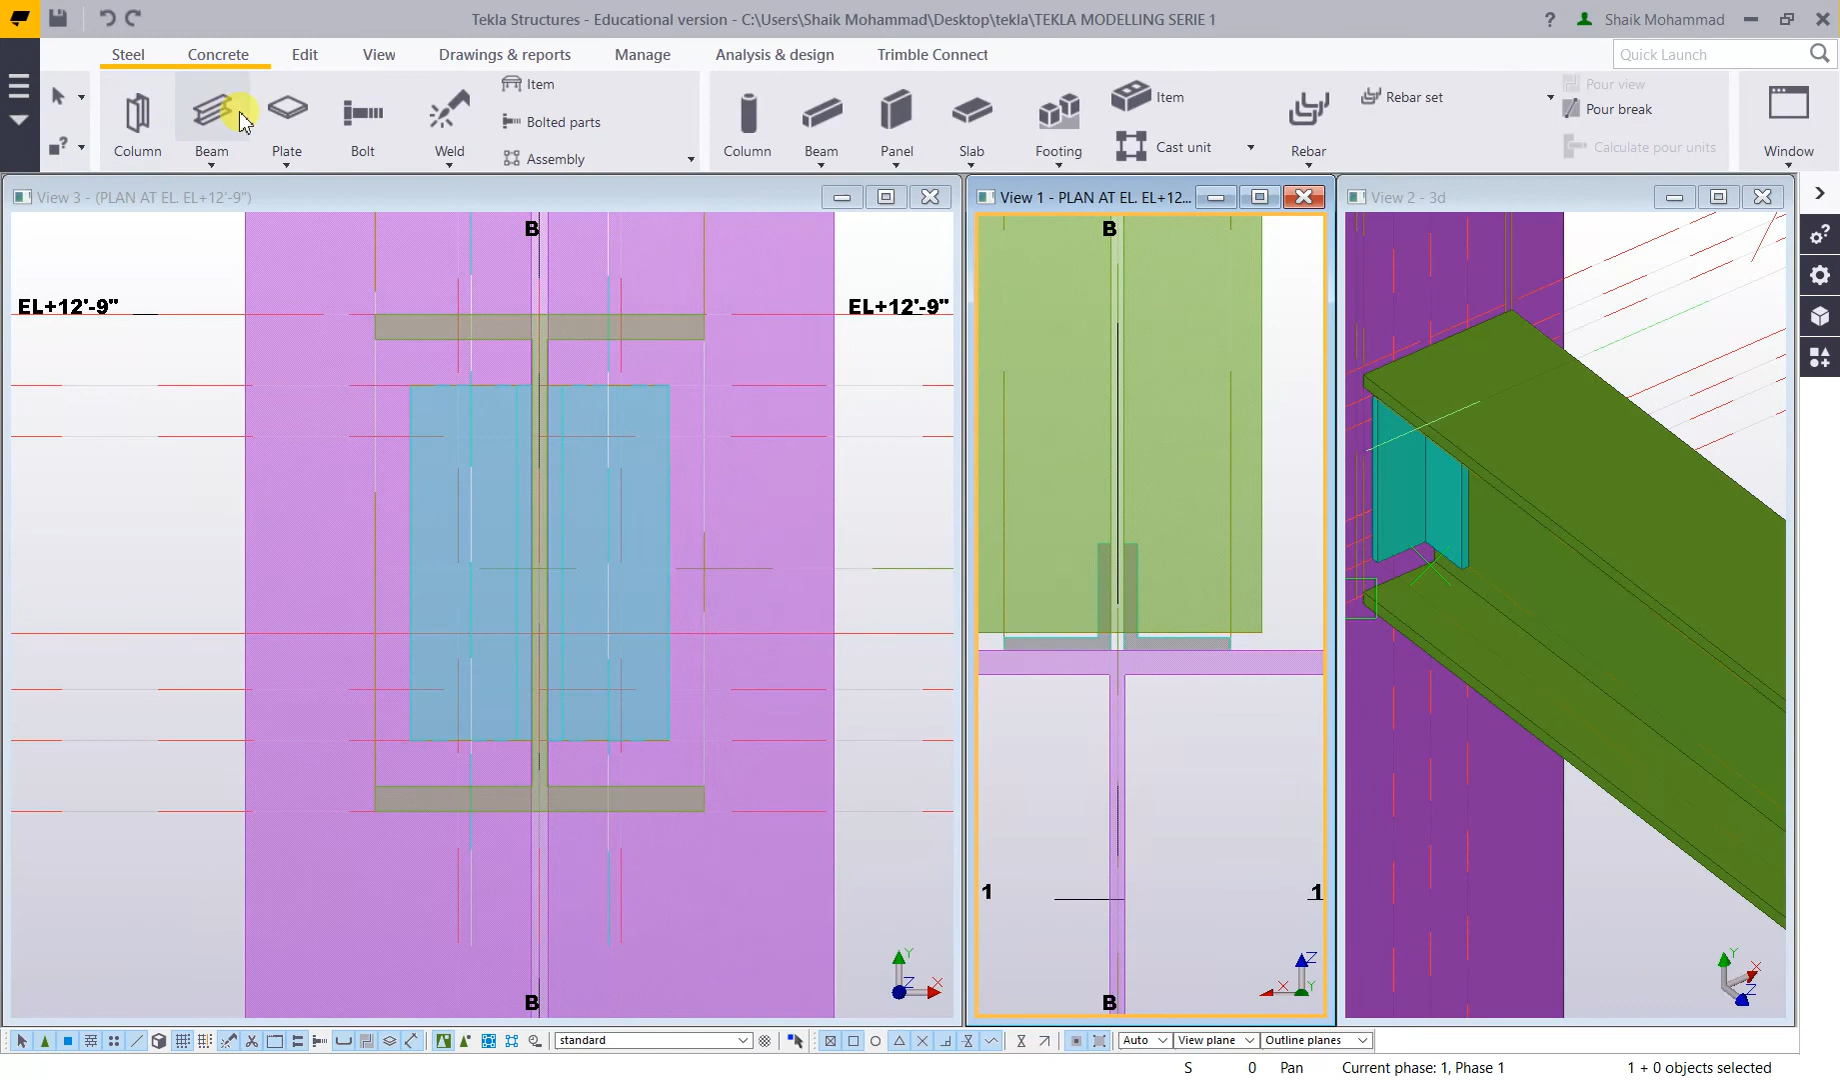 Tekla Structures - Educational version - C:\Users\Shaik Mohammad\Desktop\tekla\TEKLA MODELLING SERIE 1
? Shaik Mohammad
Steel Concrete Edit View Drawings & reports Manage Analysis & design Trimble Connect
Quick Launch
Item
Bolted parts
Assembly
Column Beam Plate Bolt Weld
Item
Cast unit
Column Beam Panel Slab Footing
Rebar
Rebar set
Pour view
Pour break
Calculate pour units
Window
View 3 - (PLAN AT EL. EL+12'-9")
View 1 - PLAN AT EL. EL+12...
View 2 - 3d
B
EL+12'-9" EL+12'-9"
B
Y
Z X
B
1 1
B
Z
X Y
Y
X
Z
standard
Auto View plane Outline planes
S 0 Pan Current phase: 1, Phase 1 1 + 0 objects selected